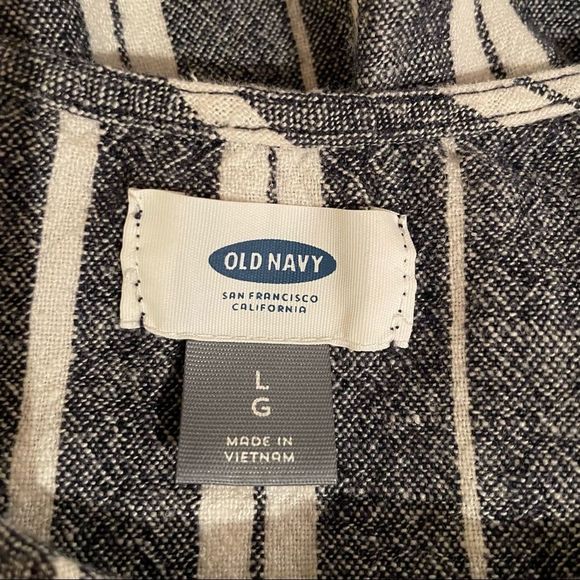 OLD NAVY
SAN FRANCISCO
CALIFORNIA
L
G
MADE IN
VIETNAM